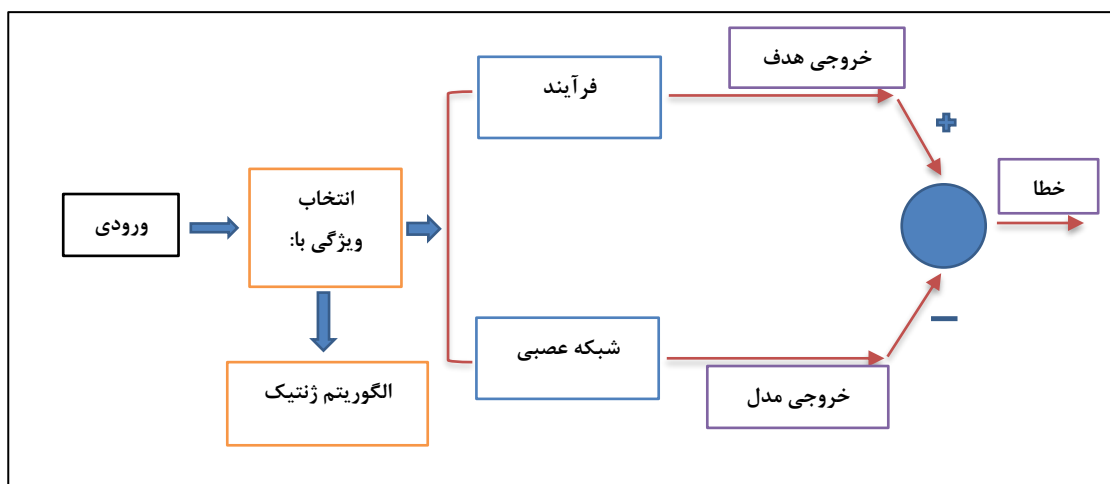 خروجی هدف
فرآیند
+
خطا
انتخاب
ویژگی با:
ورودی
−
شبکه عصبی
الگوریتم ژنتیک
خروجی مدل